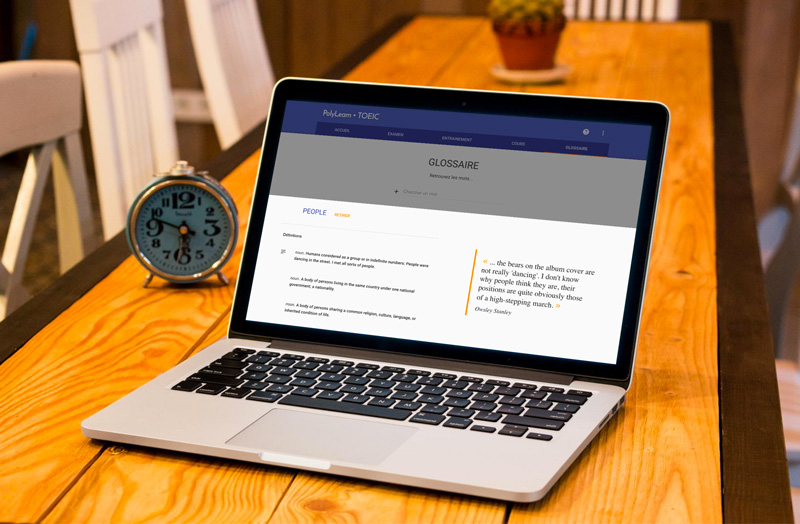 PolyLearn • TOEIC
ACCUEIL
EXAMEN
ENTRAINEMENT
COURS
GLOSSAIRE
GLOSSAIRE
Retrouvez les mots...
+ Chercher un mot
PEOPLE
Définitions
noun. Humans considered as a group or in indefinite numbers. People were
dancing in the street. I met all sorts of people.
noun. A body of persons living in the same country under one national
government; a nationality.
noun. A body of persons sharing a common religion, culture, language, or
inherited condition of life.
“ ... the bears on the album cover are
not really 'dancing'. I don't know
why people think they are, their
positions are quite obviously those
of a high-stepping march. ”
Owsley Stanley
12